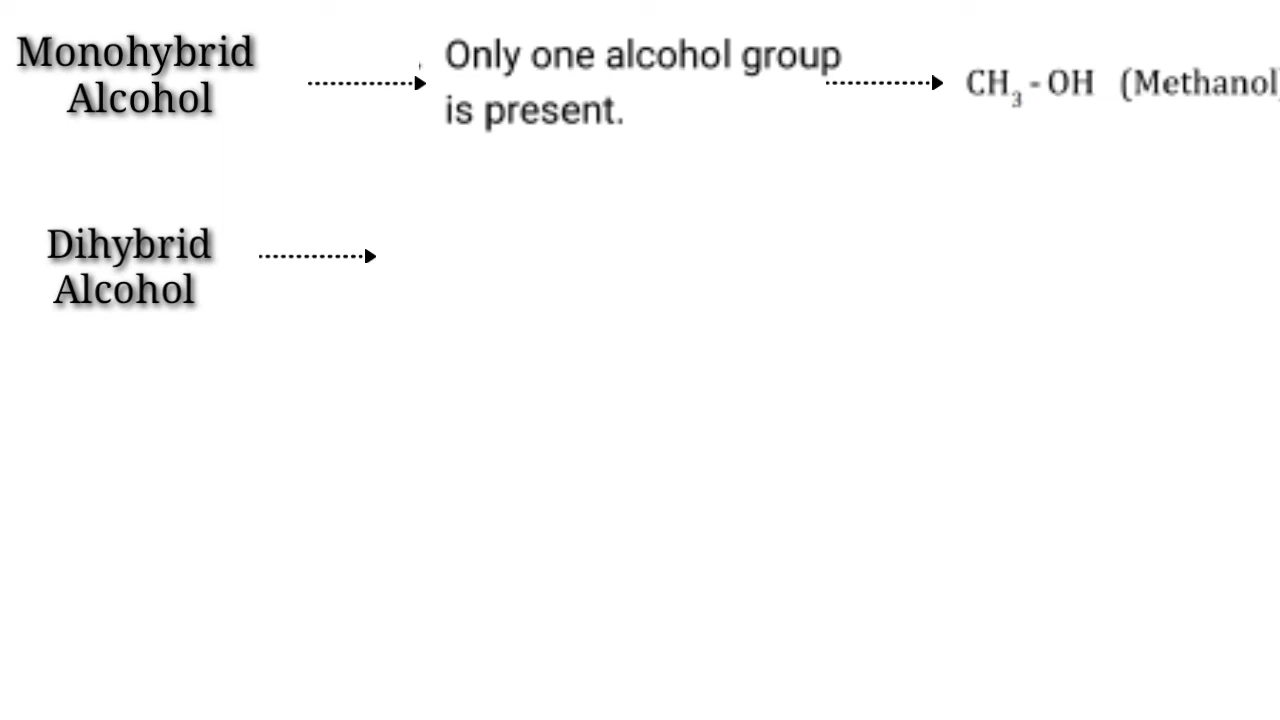 Monohybrid
Alcohol
Only one alcohol group
is present.
CH₃ - OH (Methanol)
Dihybrid
Alcohol